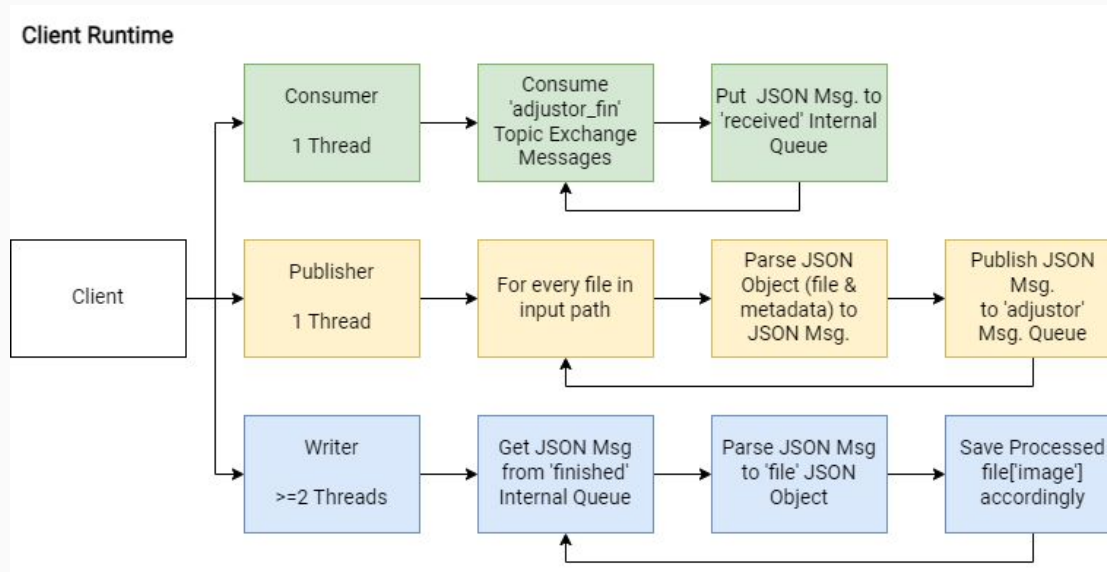 Client Runtime
Consumer
1 Thread
Consume
'adjustor_fin'
Topic Exchange
Messages
Put JSON Msg. to
'received' Internal
Queue
Client
Publisher
1 Thread
For every file in
input path
Parse JSON
Object (file &
metadata) to
JSON Msg.
Publish JSON
Msg.
to 'adjustor'
Msg. Queue
Writer
>=2 Threads
Get JSON Msg
from 'finished'
Internal Queue
Parse JSON Msg
to 'file' JSON
Object
Save Processed
file['image']
accordingly